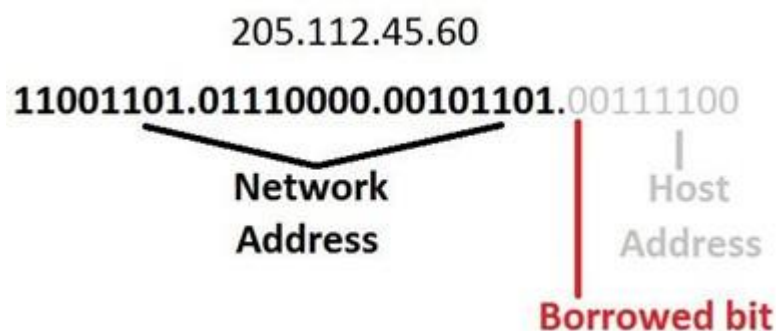 205.112.45.60
11001101.01110000.00101101.00111100
Network
Address
Host
Address
Borrowed bit